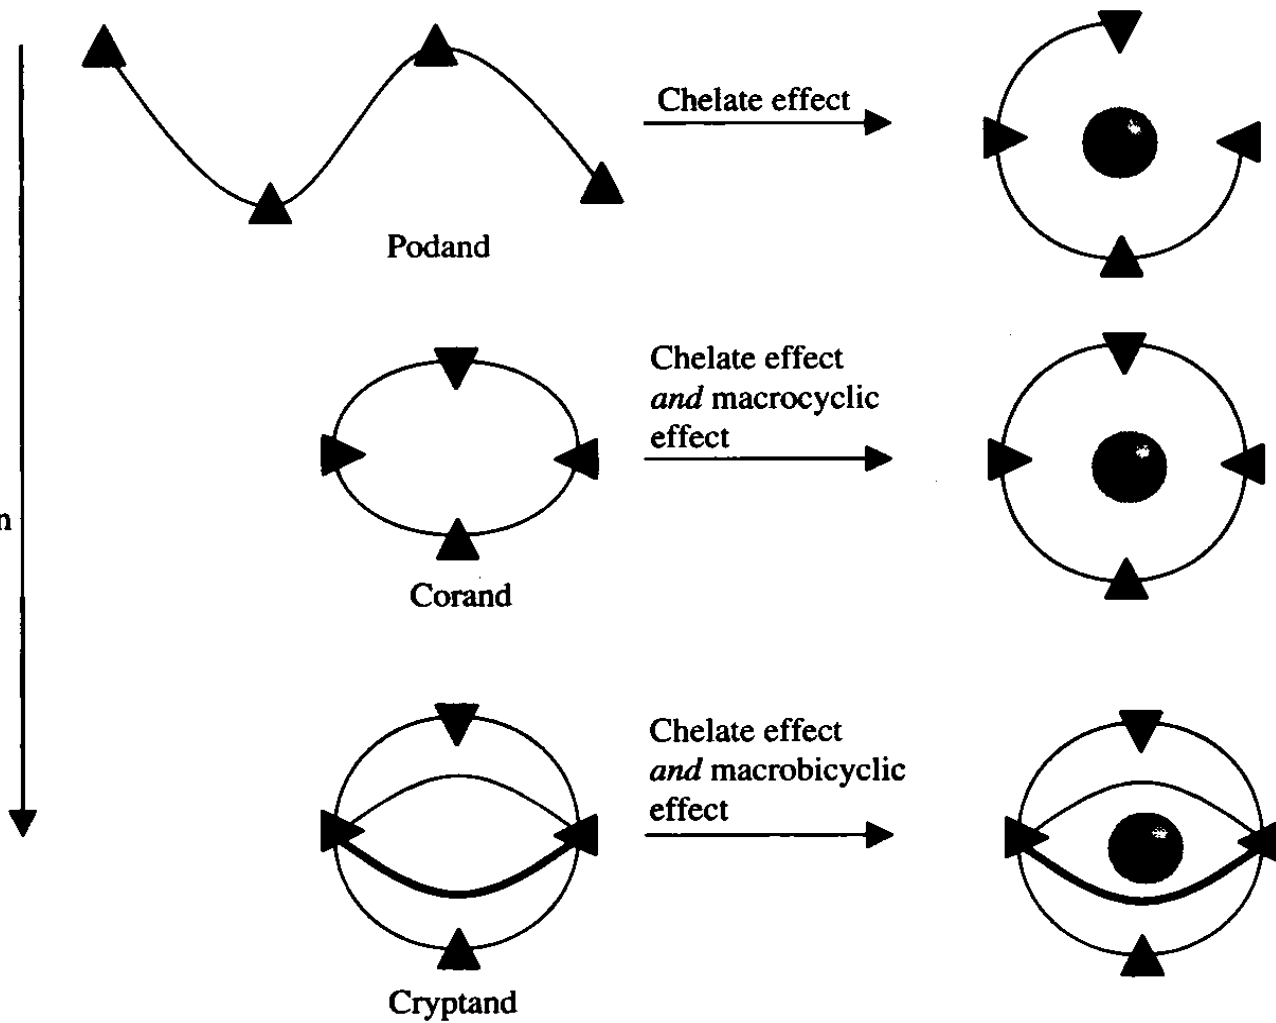 Chelate effect
Podand
Chelate effect
and macrocyclic
effect
n
Corand
Chelate effect
and macrobicyclic
effect
Cryptand